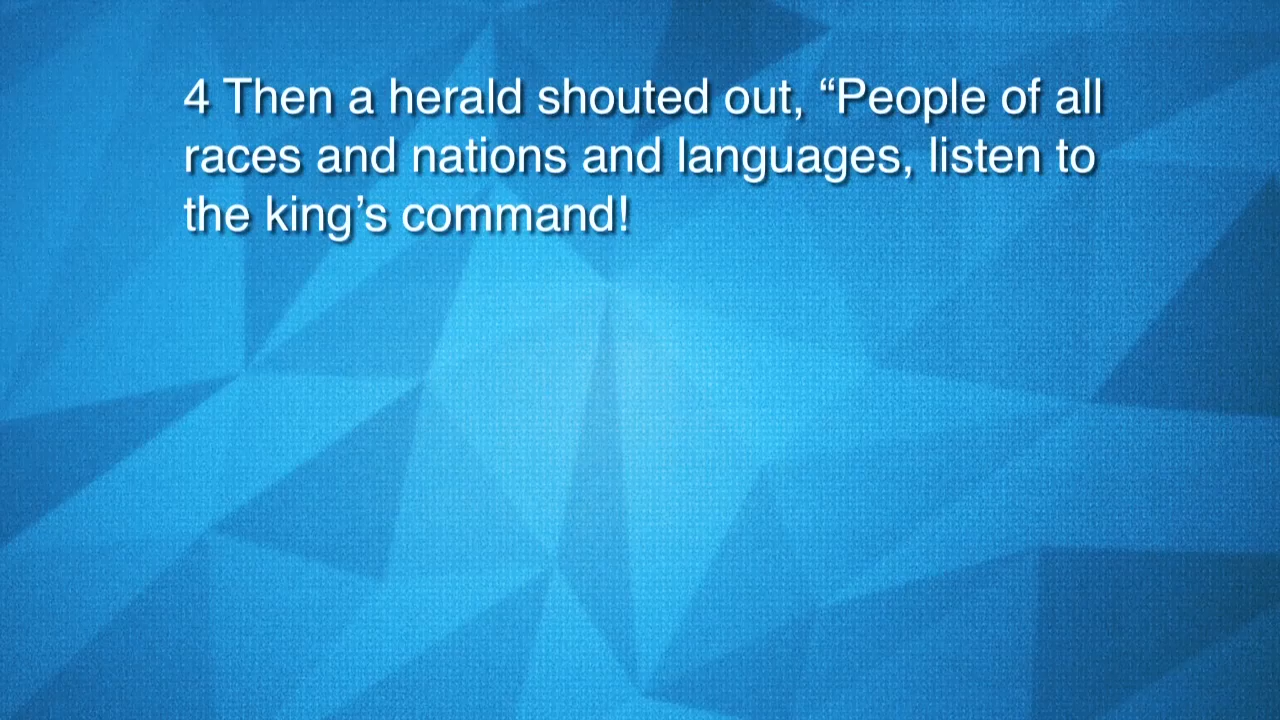 4 Then a herald shouted out, “People of all
races and nations and languages, listen to
the king’s command!